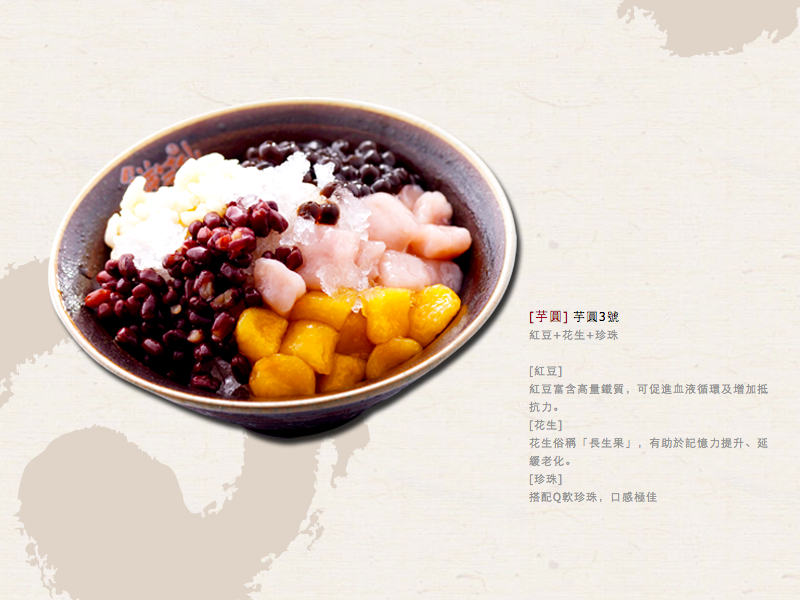 [芋圓] 芋圓3號
紅豆+花生+珍珠
[紅豆]
紅豆富含高量鐵質，可促進血液循環及增加抵
抗力。
[花生]
花生俗稱「長生果」，有助於記憶力提升、延
緩老化。
[珍珠]
搭配Q軟珍珠，口感極佳